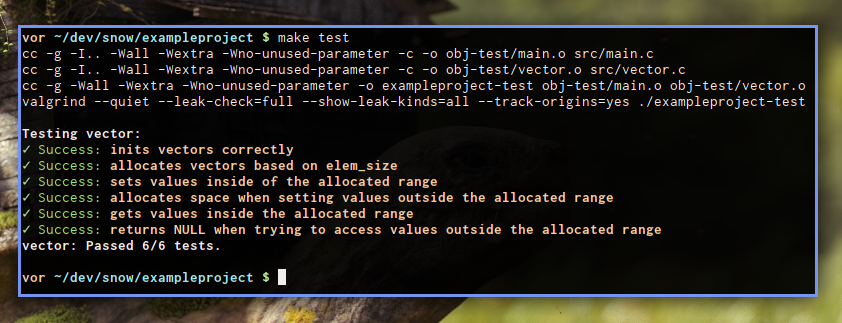 vor ~/dev/snow/exampleproject $ make test
cc -g -I.. -Wall -Wextra -Wno-unused-parameter -c -o obj-test/main.o src/main.c
cc -g -I.. -Wall -Wextra -Wno-unused-parameter -c -o obj-test/vector.o src/vector.c
cc -g -Wall -Wextra -Wno-unused-parameter -o exampleproject-test obj-test/main.o obj-test/vector.o
valgrind --quiet --leak-check=full --show-leak-kinds=all --track-origins=yes ./exampleproject-test
Testing vector:
✓ Success: inits vectors correctly
✓ Success: allocates vectors based on elem_size
✓ Success: sets values inside of the allocated range
✓ Success: allocates space when setting values outside the allocated range
✓ Success: gets values inside the allocated range
✓ Success: returns NULL when trying to access values outside the allocated range
vector: Passed 6/6 tests.
vor ~/dev/snow/exampleproject $